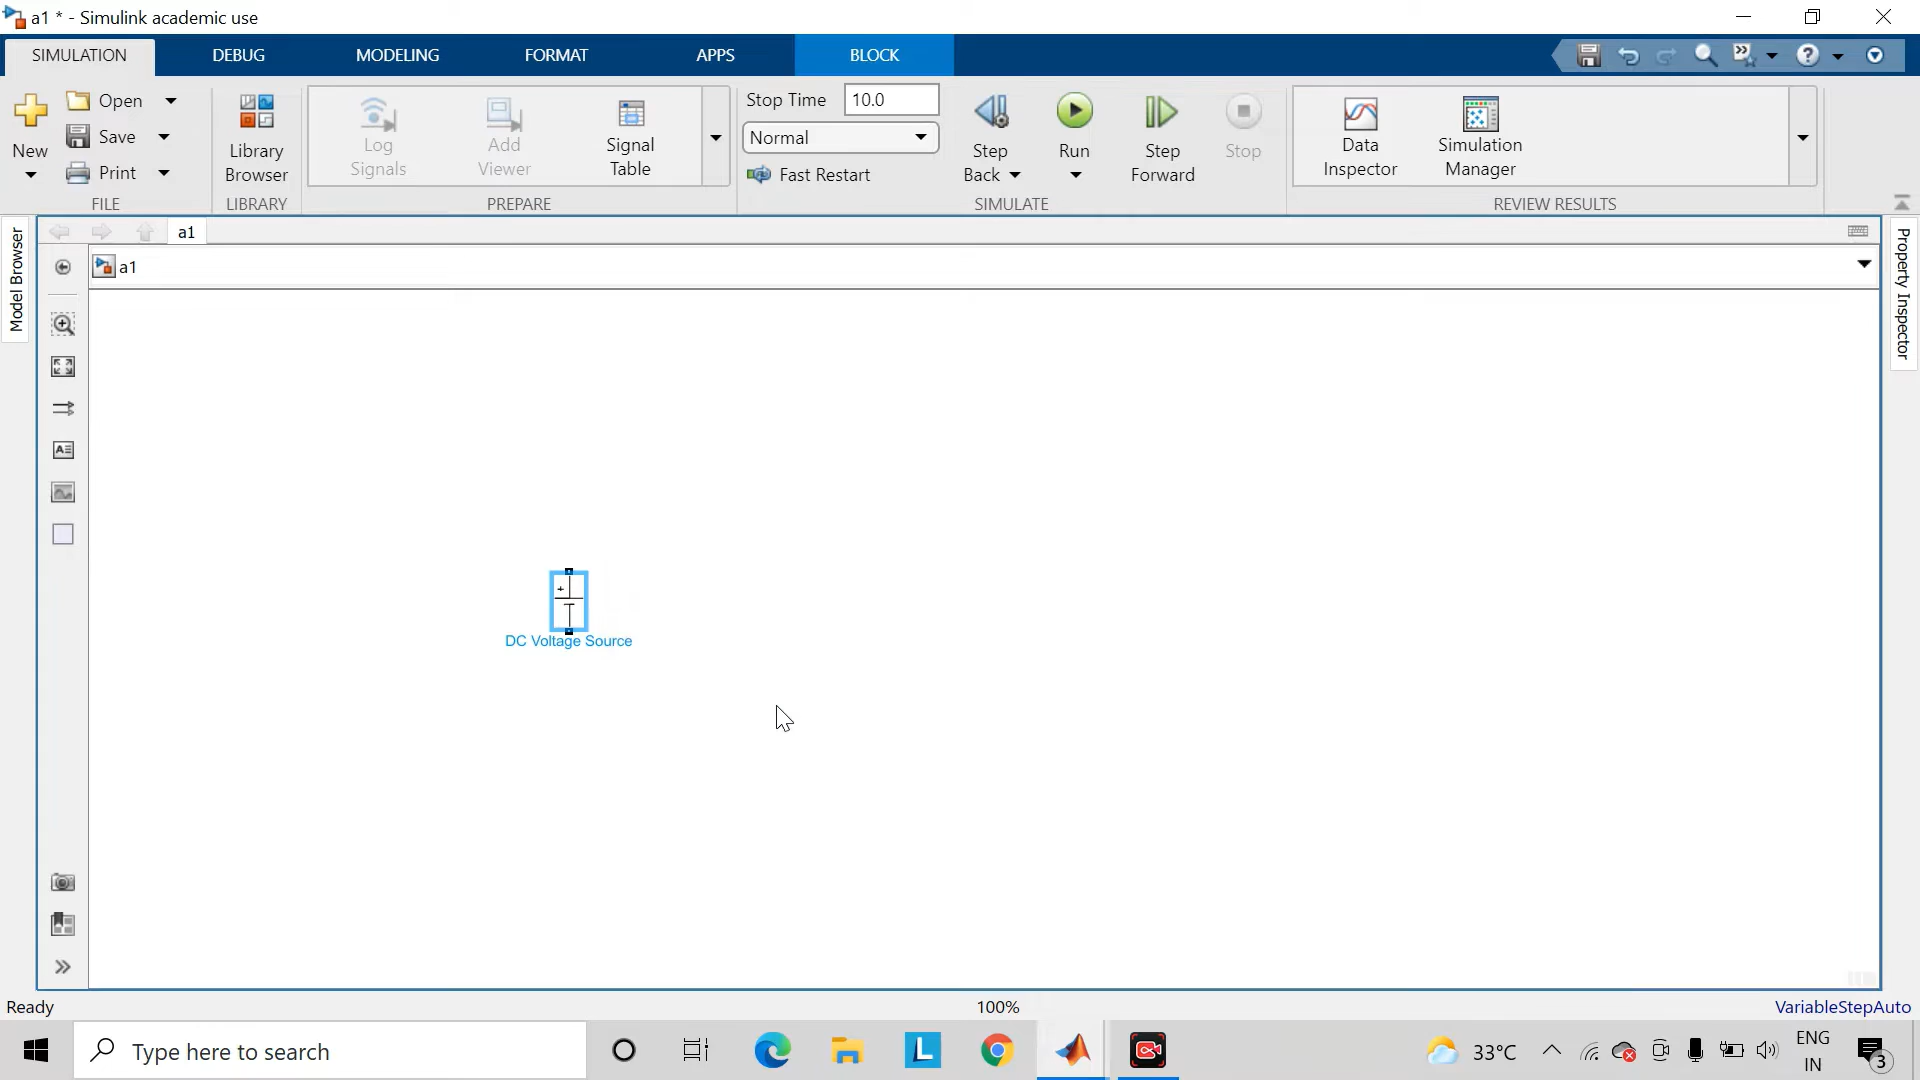 a1 * - Simulink academic use
SIMULATION DEBUG MODELING FORMAT APPS BLOCK
New
Open
Save
Print
FILE
Library
Browser
LIBRARY
Log
Signals
Add
Viewer
Signal
Table
PREPARE
Stop Time 10.0
Normal
Fast Restart
Step
Back
Run
Step
Forward
Stop
SIMULATE
Data
Inspector
Simulation
Manager
REVIEW RESULTS
Model Browser
a1
a1
Property Inspector
DC Voltage Source
Ready 100% VariableStepAuto
Type here to search
33°C
ENG
IN
3